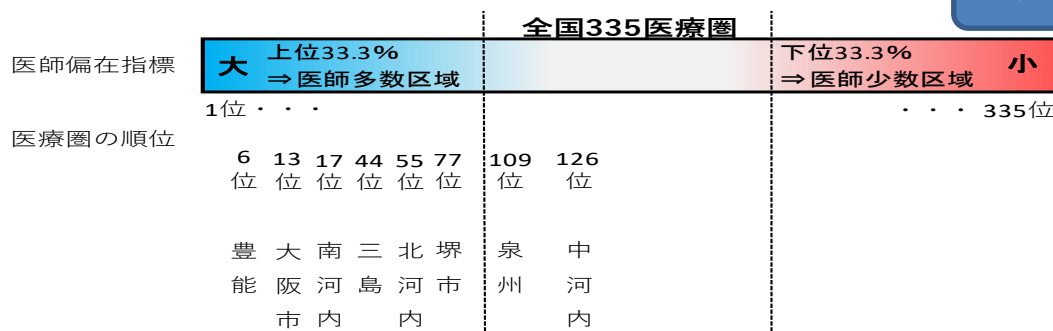 全国335医療圏
医師偏在指標
大
上位33.3%
⇒医師多数区域
下位33.3%
⇒医師少数区域
小
1位・・・
・・・335位
医療圏の順位
6位
13位
17位
44位
55位
77位
109位
126位
豊能
大阪市
南河内
三島
北河内
堺市
泉州
中河内